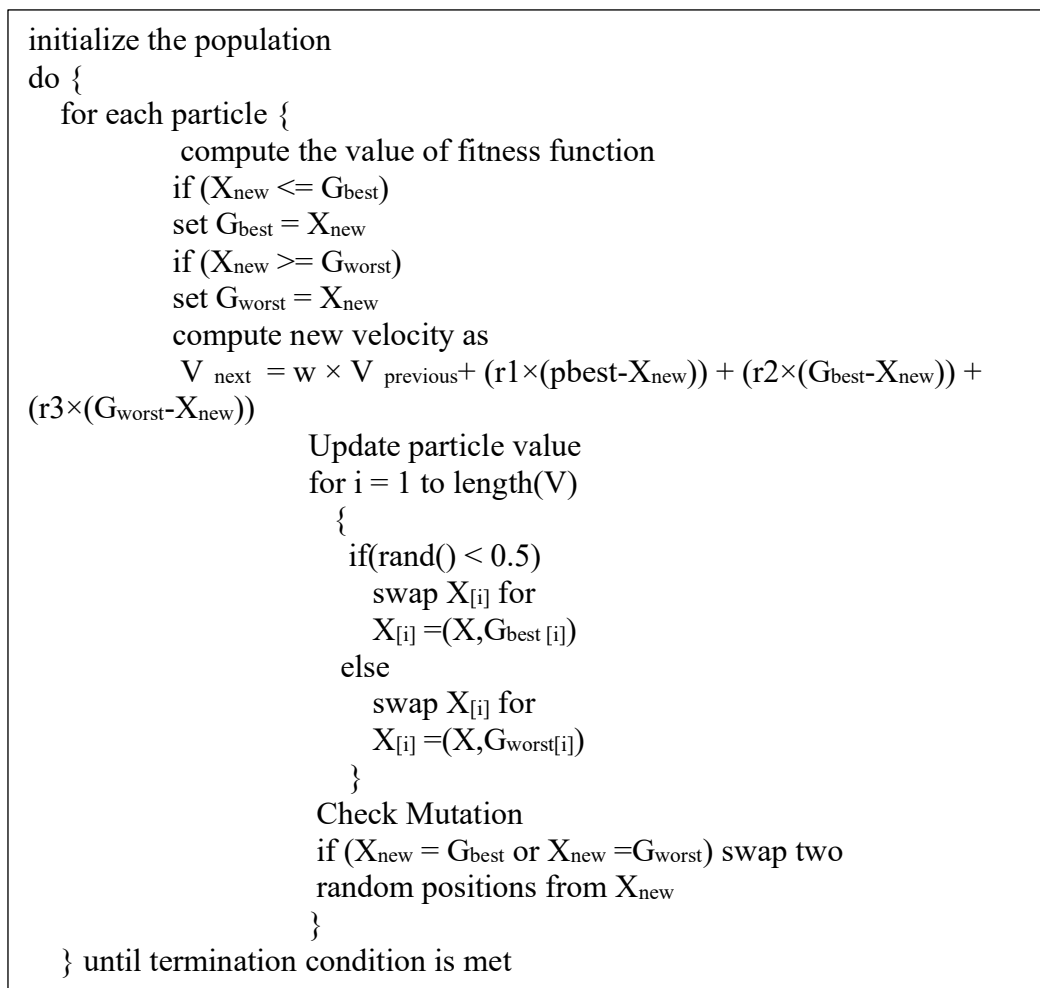 initialize the population
do {
for each particle {
compute the value of fitness function
if (Xnew <= Gbest)
set Gbest = Xnew
if (Xnew >= Gworst)
set Gworst = Xnew
compute new velocity as
V next = w × V previous+ (r1×(pbest-Xnew)) + (r2×(Gbest-Xnew)) +
(r3×(Gworst-Xnew))
Update particle value
for i = 1 to length(V)
{
if(rand() < 0.5)
swap X[i] for
X[i] =(X,Gbest [i])
else
swap X[i] for
X[i] =(X,Gworst[i])
}
Check Mutation
if (Xnew = Gbest or Xnew =Gworst) swap two
random positions from Xnew
}
} until termination condition is met